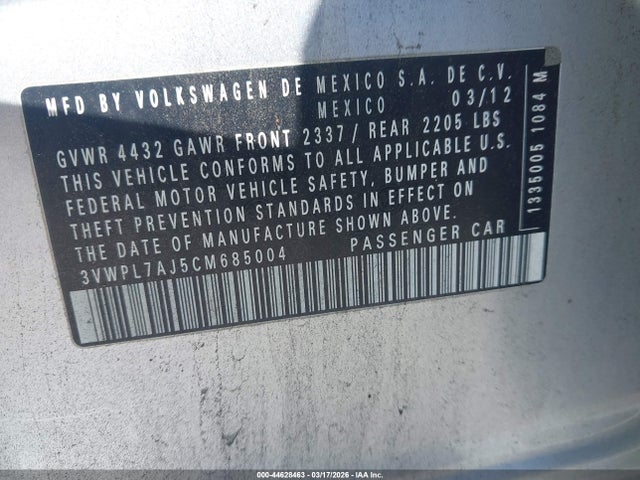 MFD BY VOLKSWAGEN DE MEXICO S.A. DE C.V.
MEXICO 03/12
GVWR 4432 GAWR FRONT 2337/ REAR 2205 LBS
THIS VEHICLE CONFORMS TO ALL APPLICABLE U.S.
FEDERAL MOTOR VEHICLE SAFETY, BUMPER AND
THEFT PREVENTION STANDARDS IN EFFECT ON
THE DATE OF MANUFACTURE SHOWN ABOVE.
3VWPL7AJ5CM685004 PASSENGER CAR
1335005 1084 M
000-44628463 - 03/17/2026 - IAA Inc.